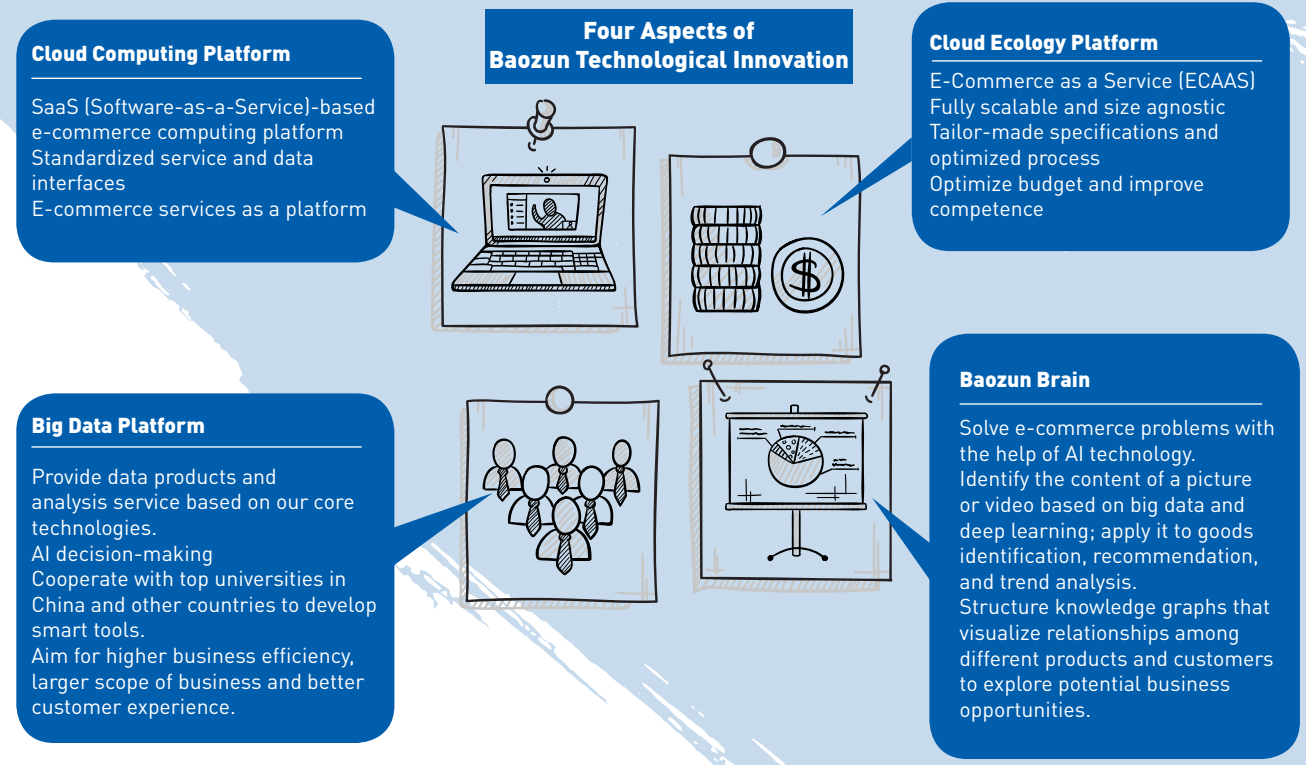 Four Aspects of
Baozun Technological Innovation
Cloud Computing Platform
SaaS (Software-as-a-Service)-based
e-commerce computing platform
Standardized service and data
interfaces
E-commerce services as a platform
Cloud Ecology Platform
E-Commerce as a Service (ECAAS)
Fully scalable and size agnostic
Tailor-made specifications and
optimized process
Optimize budget and improve
competence
Big Data Platform
Provide data products and
analysis service based on our core
technologies.
AI decision-making
Cooperate with top universities in
China and other countries to develop
smart tools.
Aim for higher business efficiency,
larger scope of business and better
customer experience.
Baozun Brain
Solve e-commerce problems with
the help of AI technology.
Identify the content of a picture
or video based on big data and
deep learning; apply it to goods
identification, recommendation,
and trend analysis.
Structure knowledge graphs that
visualize relationships among
different products and customers
to explore potential business
opportunities.
$